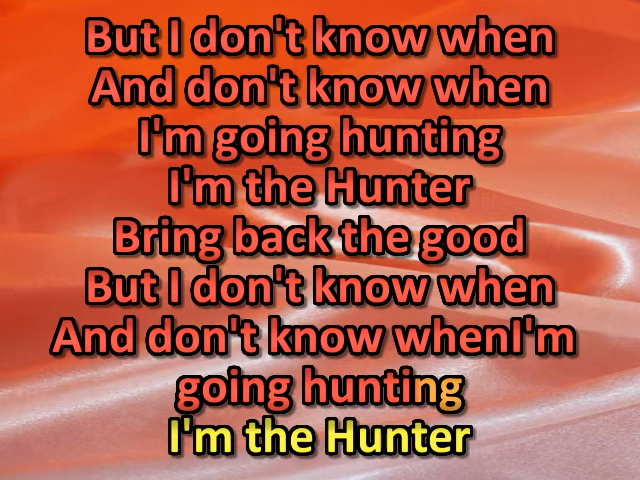 But I don't know when
And don't know when
I'm going hunting
I'm the Hunter
Bring back the good
But I don't know when
And don't know whenI'm
going hunting
I'm the Hunter